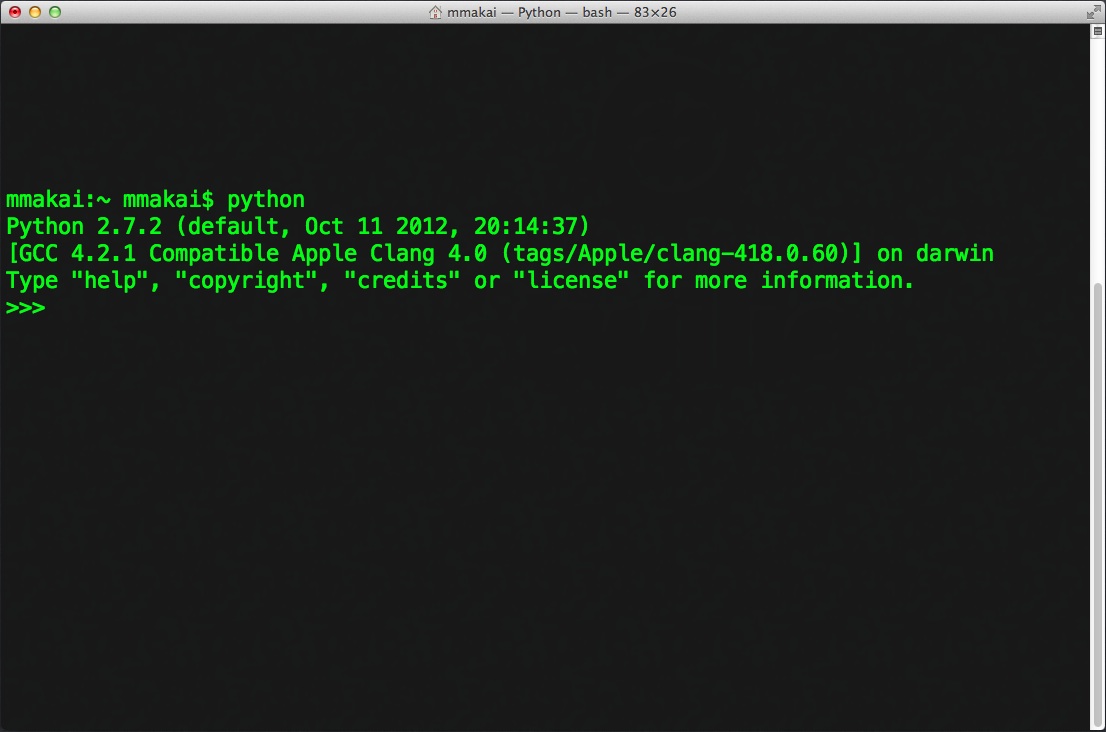 mmakai — Python — bash — 83×26
mmakai:~ mmakai$ python
Python 2.7.2 (default, Oct 11 2012, 20:14:37)
[GCC 4.2.1 Compatible Apple Clang 4.0 (tags/Apple/clang-418.0.60)] on darwin
Type "help", "copyright", "credits" or "license" for more information.
>>>